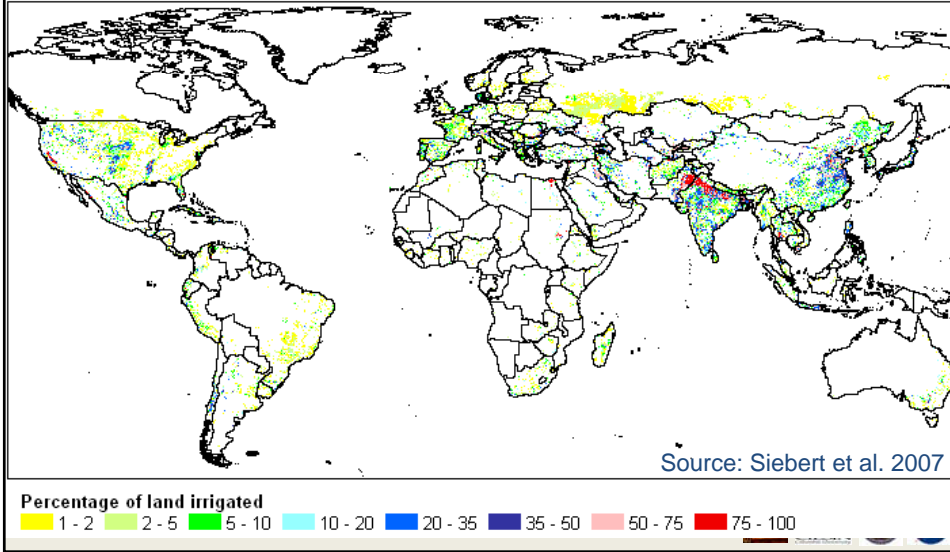 Source: Siebert et al. 2007
Percentage of land irrigated
1 - 2 2 - 5 5 - 10 10 - 20 20 - 35 35 - 50 50 - 75 75 - 100